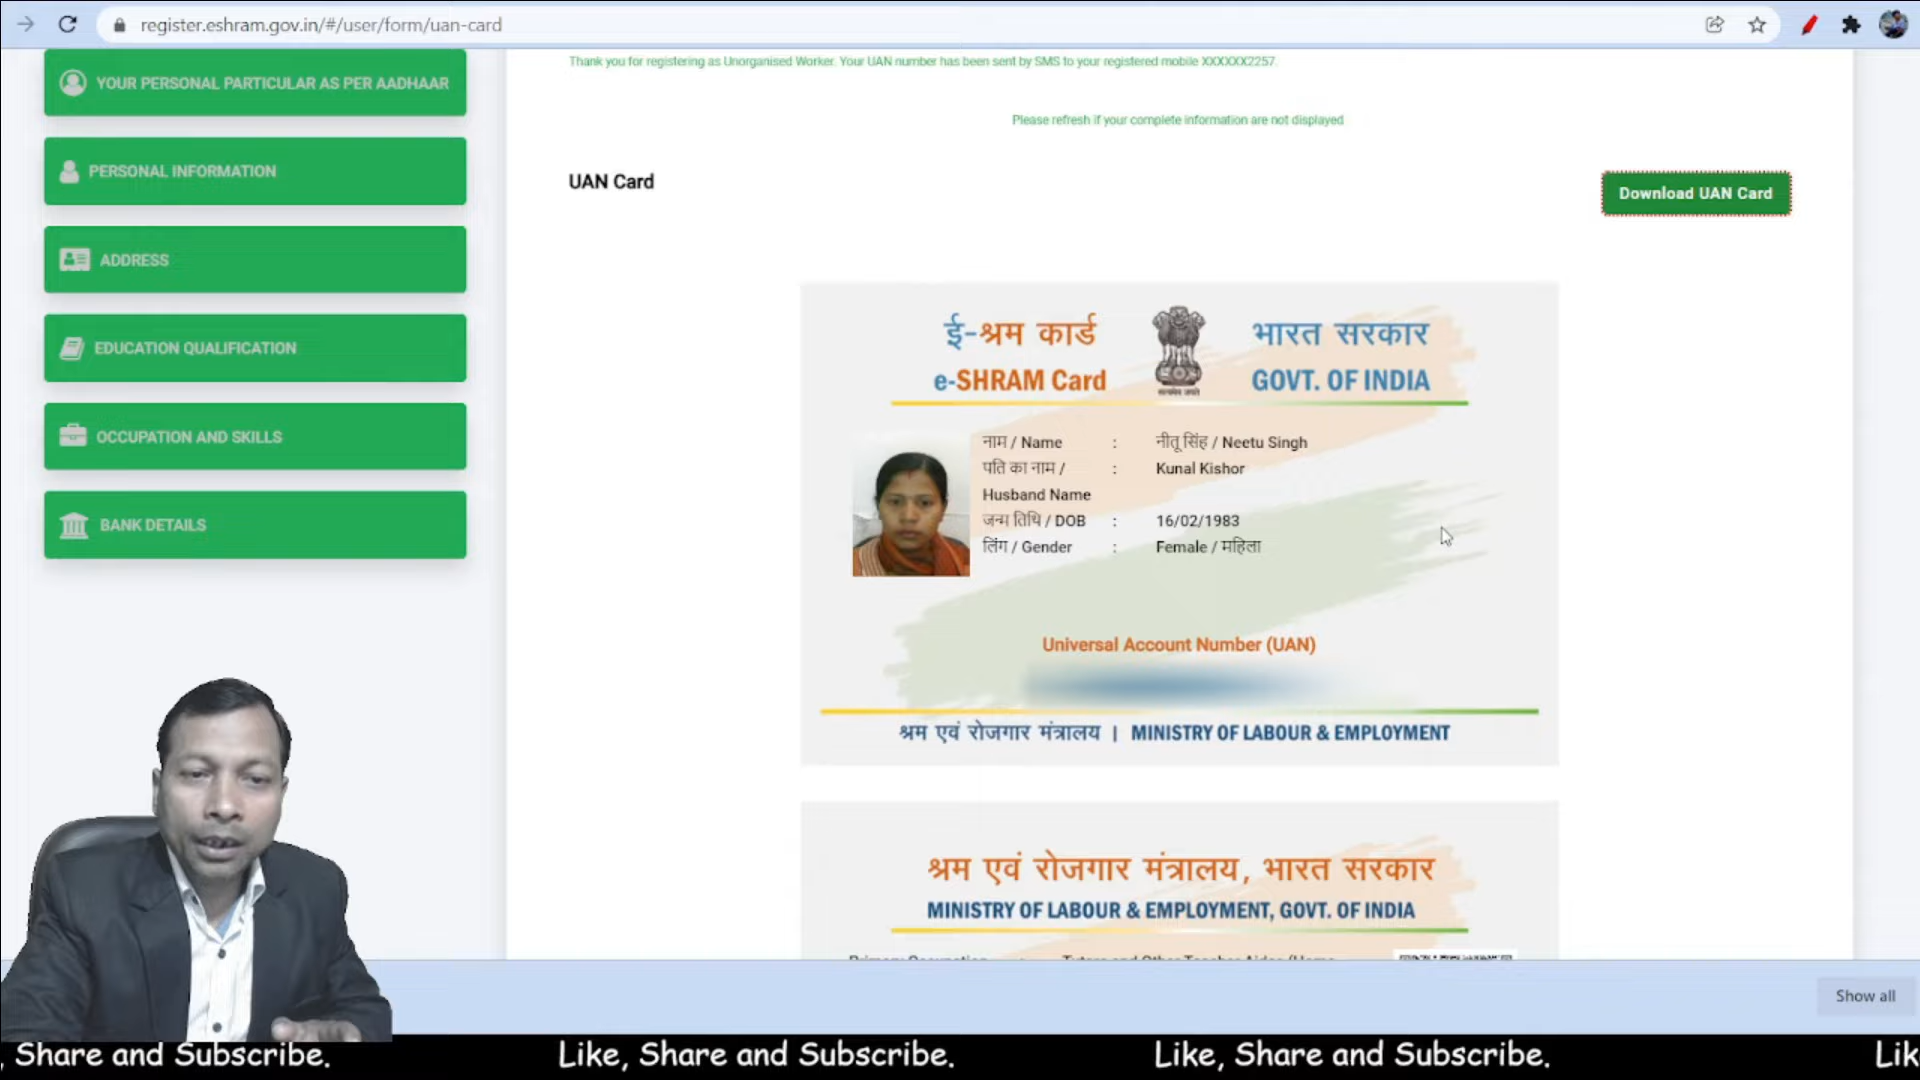 register.eshram.gov.in/#/user/form/uan-card
YOUR PERSONAL PARTICULAR AS PER AADHAAR
PERSONAL INFORMATION
ADDRESS
EDUCATION QUALIFICATION
OCCUPATION AND SKILLS
BANK DETAILS
Thank you for registering as Unorganised Worker. Your UAN number has been sent by SMS to your registered mobile XXXXXX2257.
Please refresh if your complete information are not displayed
UAN Card
Download UAN Card
ई-श्रम कार्ड भारत सरकार
e-SHRAM Card GOVT. OF INDIA
नाम / Name : नीतू सिंह / Neetu Singh
पति का नाम / : Kunal Kishor
Husband Name
जन्म तिथि / DOB : 16/02/1983
लिंग / Gender : Female / महिला
Universal Account Number (UAN)
श्रम एवं रोजगार मंत्रालय | MINISTRY OF LABOUR & EMPLOYMENT
श्रम एवं रोजगार मंत्रालय, भारत सरकार
MINISTRY OF LABOUR & EMPLOYMENT, GOVT. OF INDIA
Show all
, Share and Subscribe. Like, Share and Subscribe. Like, Share and Subscribe. Lik